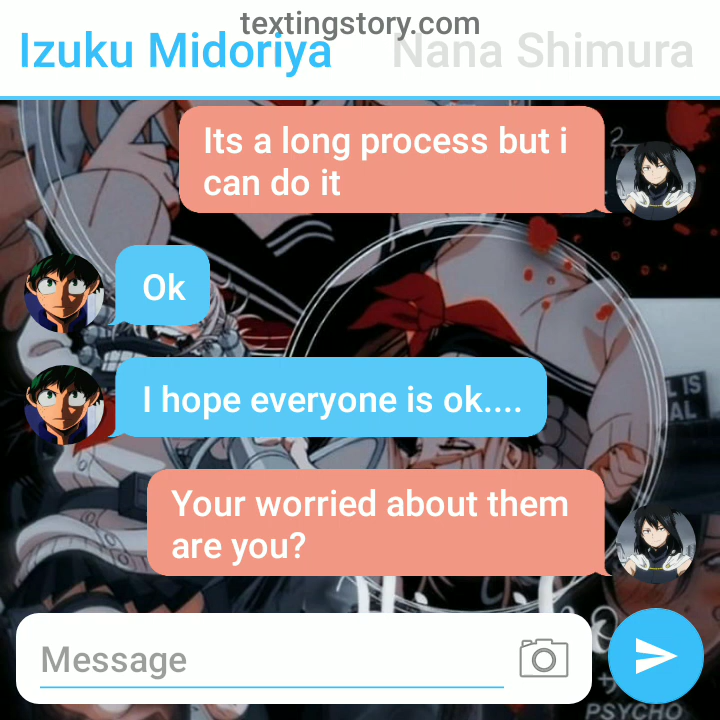 textingstory.com
Izuku Midoriya
Nana Shimura
Its a long process but i
can do it
Ok
I hope everyone is ok....
Your worried about them
are you?
Message
PSYCHO